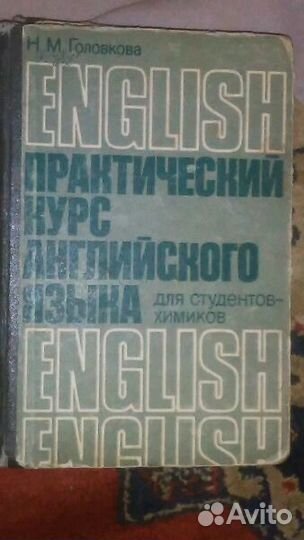 Н. М. Головкова
ENGLISH
ПРАКТИЧЕСКИЙ
КУРС
АНГЛИЙСКОГО
ЯЗЫКА для студентов-
химиков
ENGLISH
ENGLISH
Avito